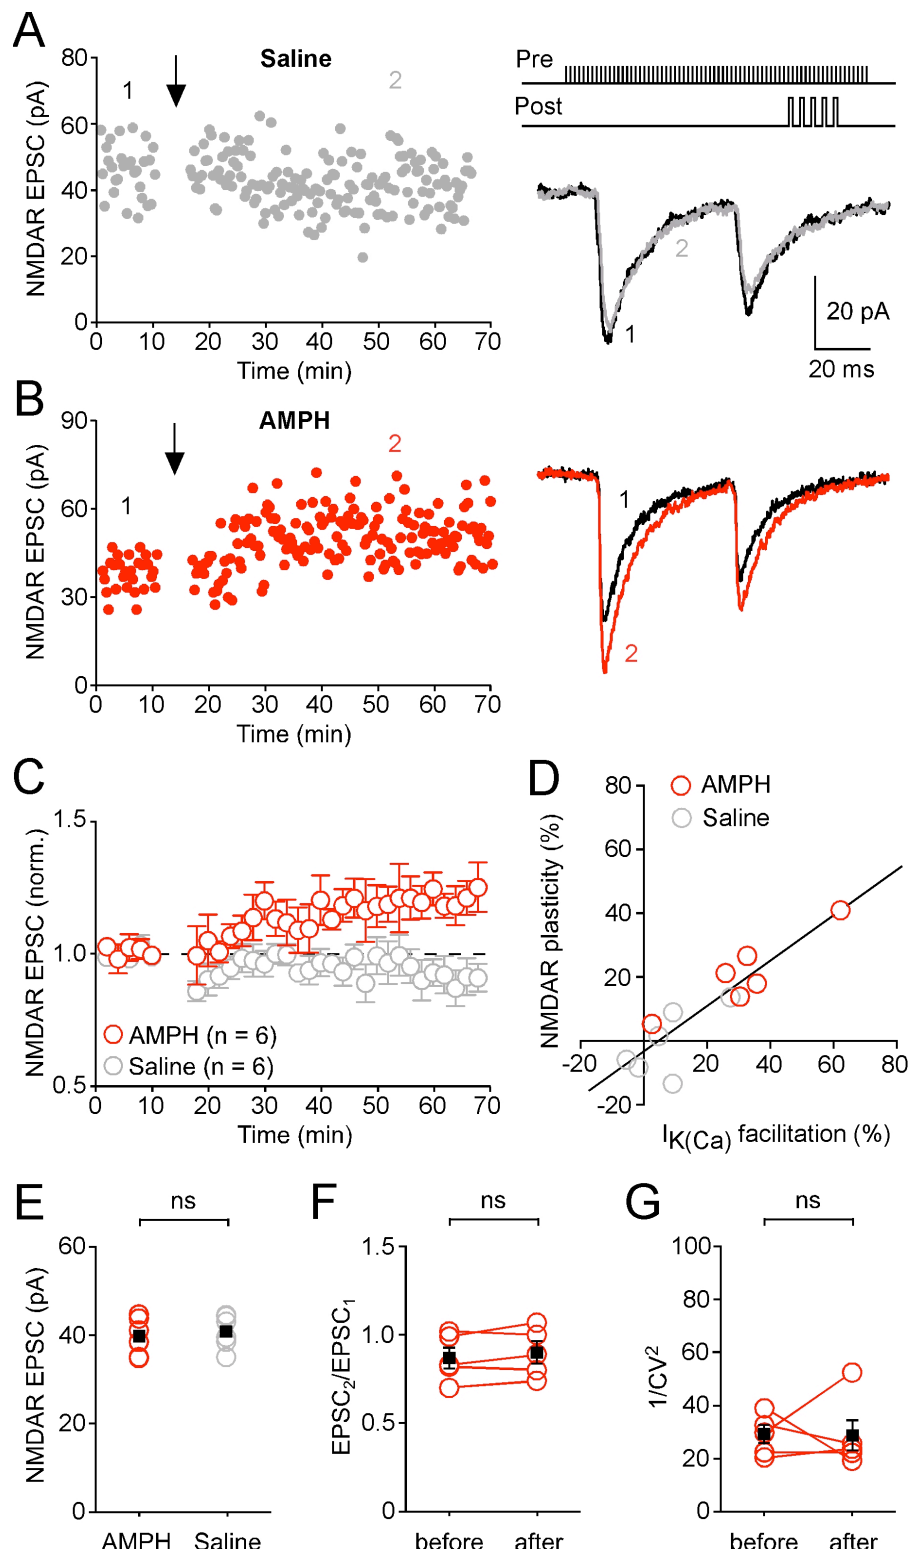 A
Saline
NMDAR EPSC (pA)
80
60
40
20
0
1
2
0 10 20 30 40 50 60 70
Time (min)
Pre
Post
2
1
20 pA
20 ms
B
AMPH
NMDAR EPSC (pA)
90
60
30
0
1
2
0 10 20 30 40 50 60 70
Time (min)
1
2
C
NMDAR EPSC (norm.)
1.5
1.0
0.5
AMPH (n = 6)
Saline (n = 6)
0 10 20 30 40 50 60 70
Time (min)
D
NMDAR plasticity (%)
80
60
40
20
-20
AMPH
Saline
-20 20 40 60 80
IK(Ca) facilitation (%)
E
ns
NMDAR EPSC (pA)
60
40
20
0
AMPH Saline
F
ns
EPSC2/EPSC1
1.5
1.0
0.5
0
before after
G
ns
1/CV2
100
80
60
40
20
0
before after